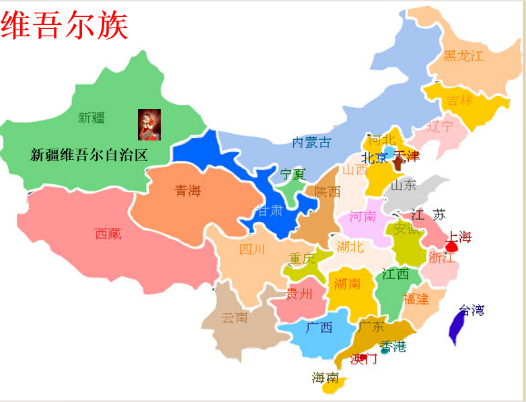 维吾尔族
黑龙江
吉林
辽宁
新疆
新疆维吾尔自治区
内蒙古
河北
北京
天津
山西
宁夏
陕西
山东
青海
甘肃
河南
江 苏
安徽
上海
西藏
四川
湖北
重庆
浙江
江西
湖南
贵州
福建
云南
台湾
广西
广东
香港
澳门
海南